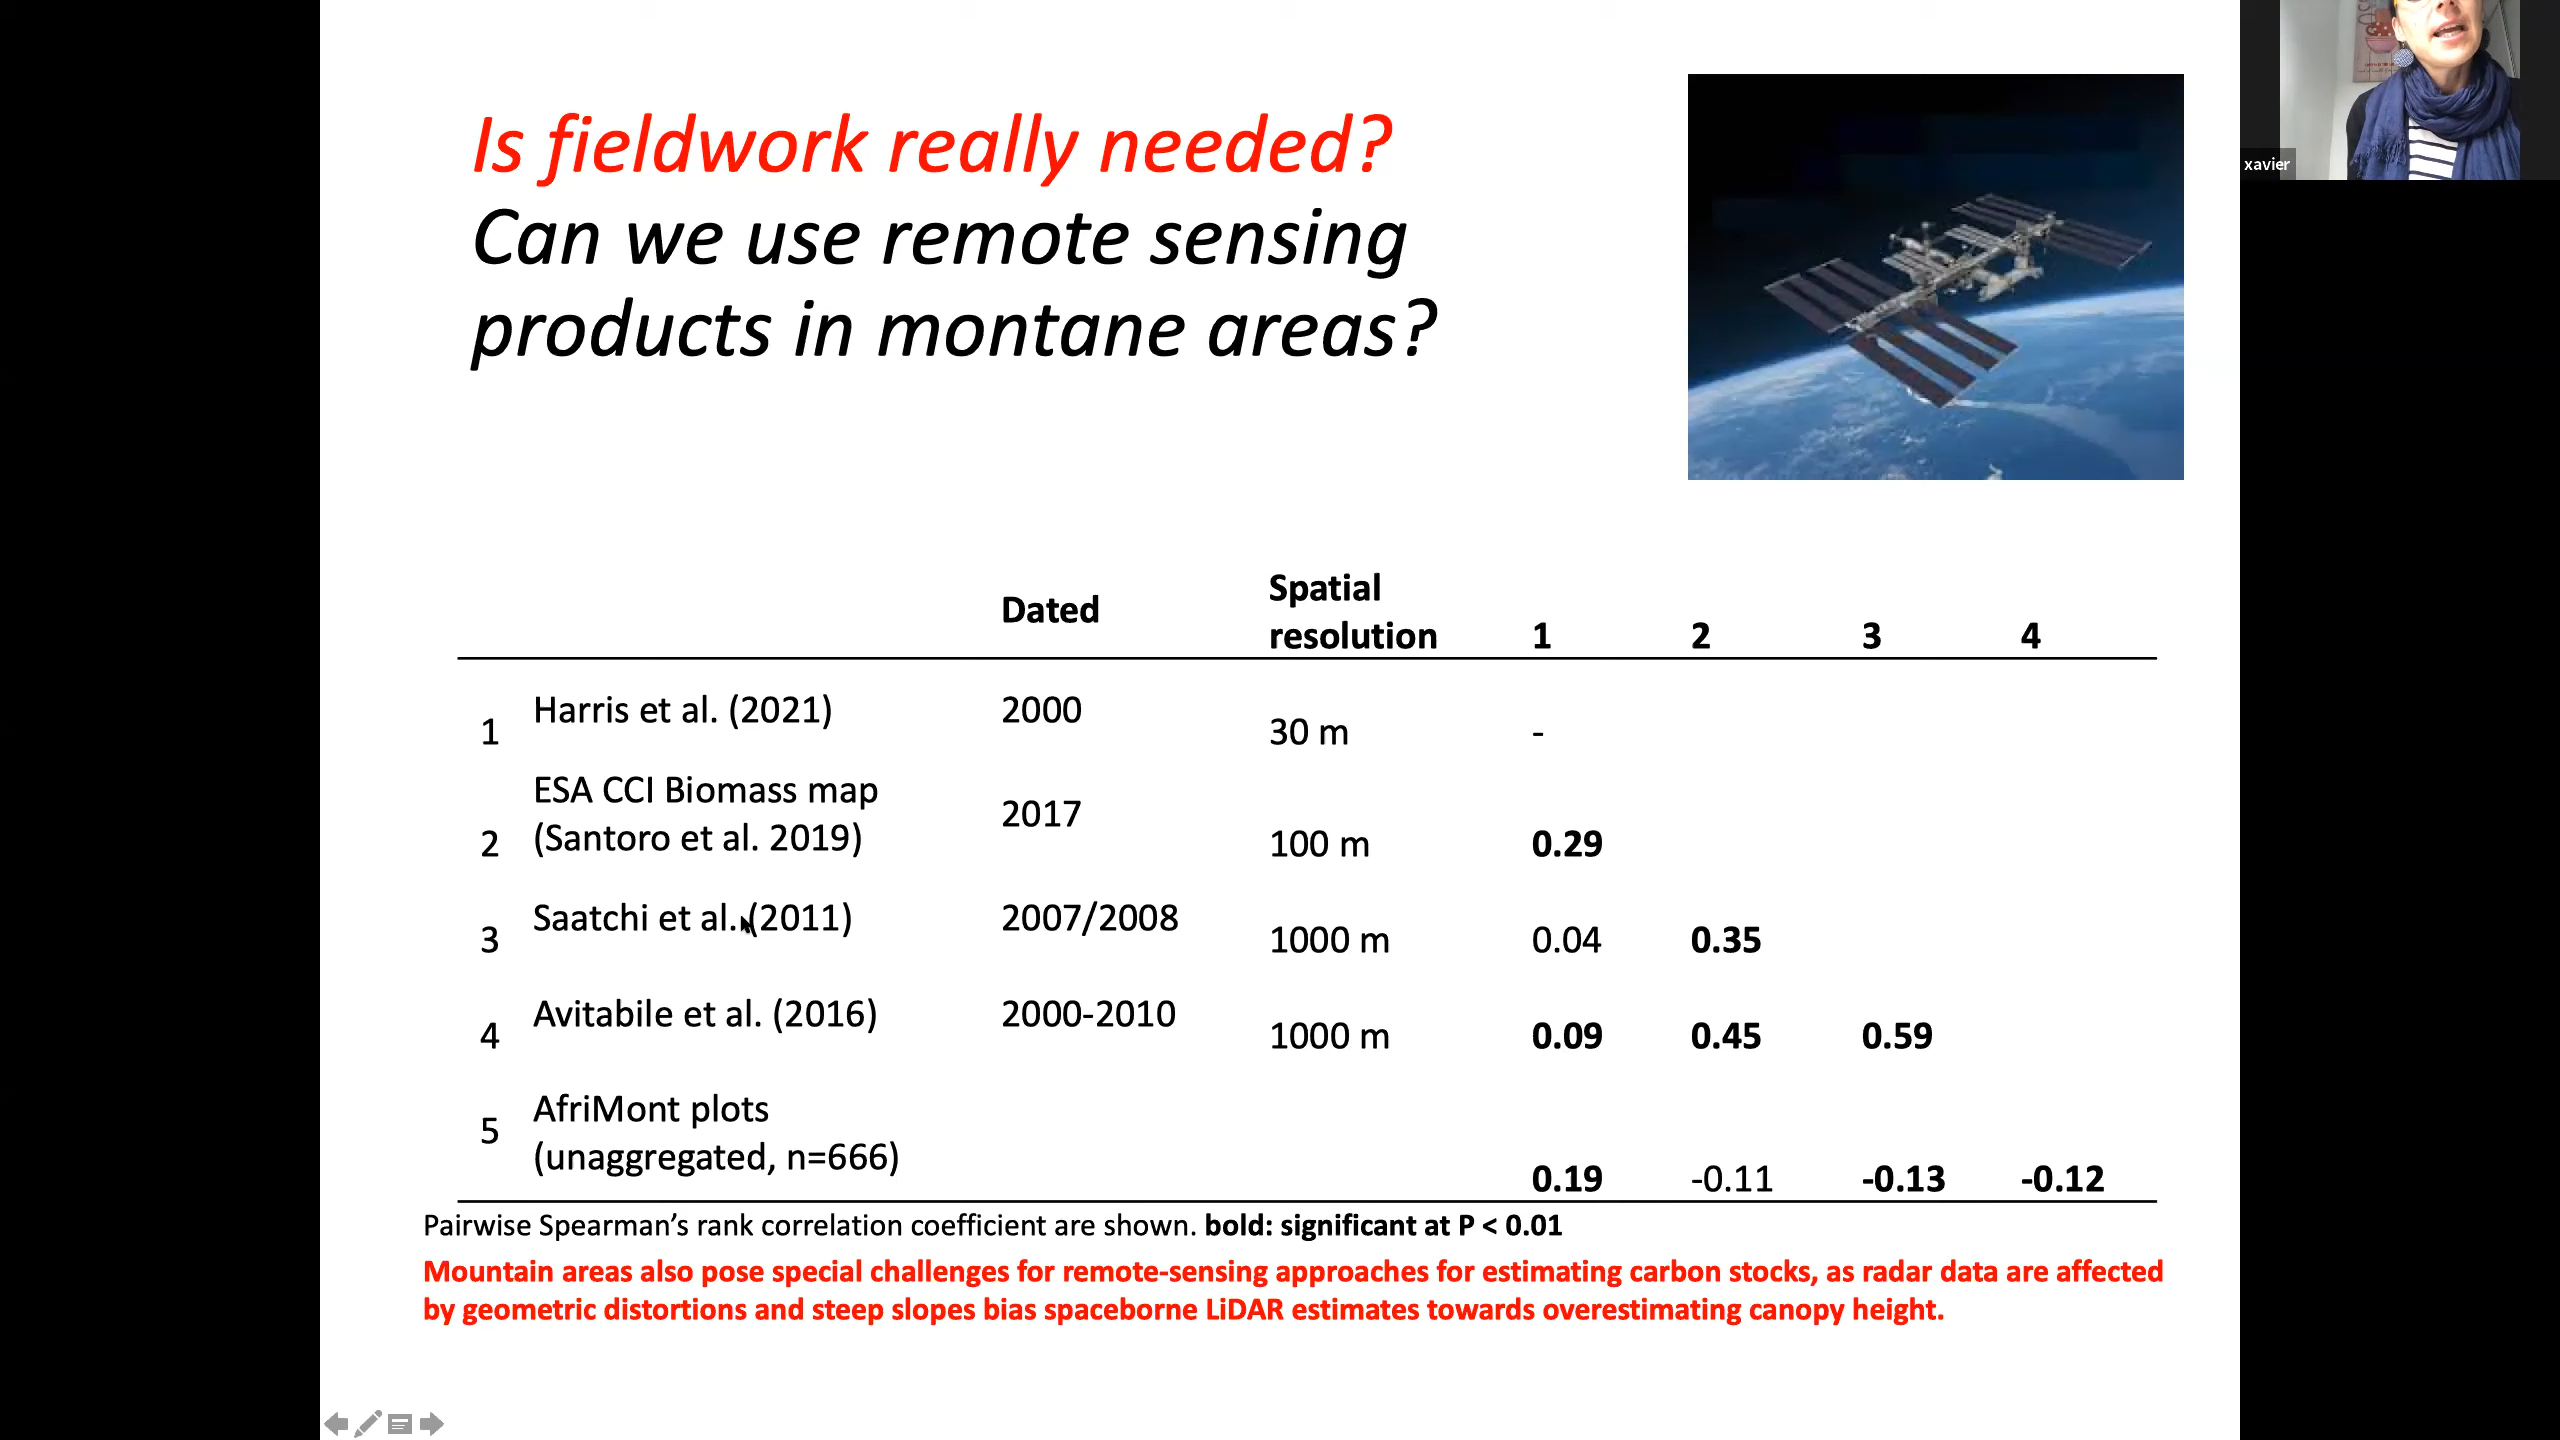 Is fieldwork really needed?
Can we use remote sensing
products in montane areas?
xavier
Dated Spatial resolution 1 2 3 4
1 Harris et al. (2021) 2000 30 m -
2 ESA CCI Biomass map (Santoro et al. 2019) 2017 100 m 0.29
3 Saatchi et al. (2011) 2007/2008 1000 m 0.04 0.35
4 Avitabile et al. (2016) 2000-2010 1000 m 0.09 0.45 0.59
5 AfriMont plots (unaggregated, n=666) 0.19 -0.11 -0.13 -0.12
Pairwise Spearman’s rank correlation coefficient are shown. bold: significant at P < 0.01
Mountain areas also pose special challenges for remote-sensing approaches for estimating carbon stocks, as radar data are affected
by geometric distortions and steep slopes bias spaceborne LiDAR estimates towards overestimating canopy height.